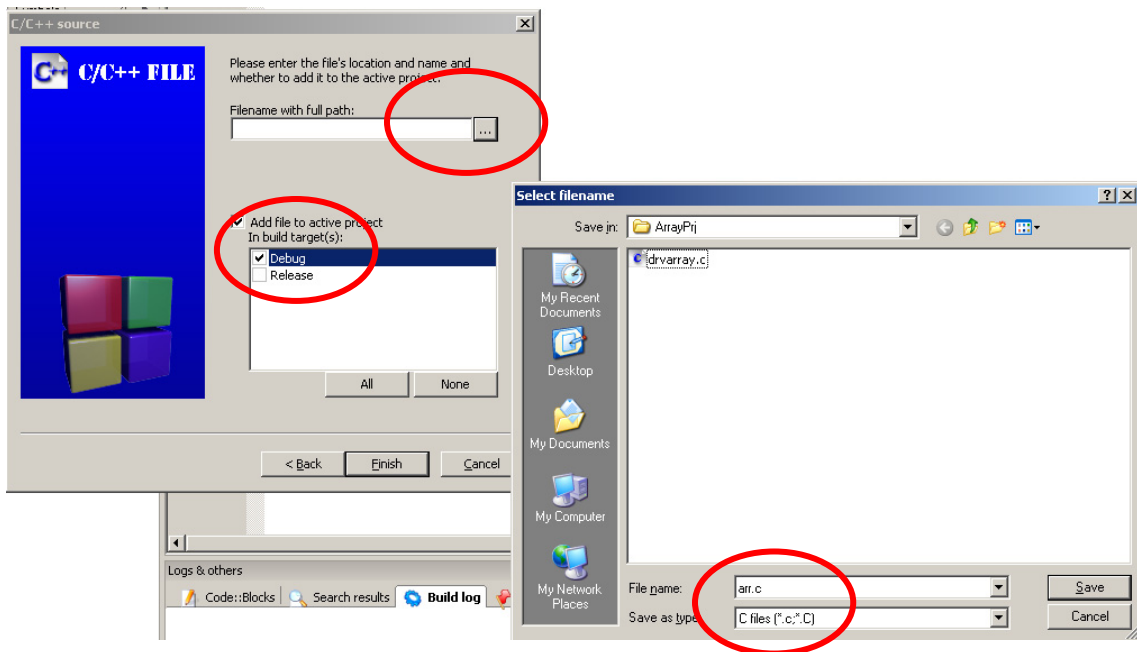 C/C++ source
C++ C/C++ FILE
Please enter the file's location and name and
whether to add it to the active project.
Filename with full path:
...
Add file to active project
In build target(s):
Debug
Release
All None
< Back Finish Cancel
Select filename
Save in: ArrayPrj
drvarray.c
My Recent
Documents
Desktop
My Documents
My Computer
My Network
Places
File name: arr.c Save
Save as type C files (*.c;*.C) Cancel
Logs & others
Code::Blocks Search results Build log